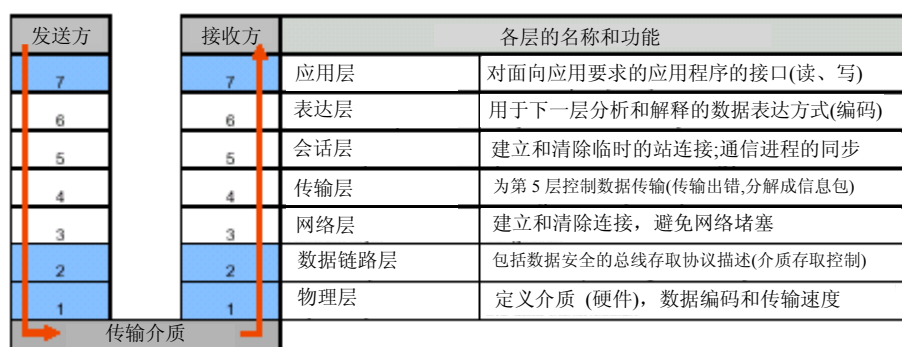 发送方 接收方 各层的名称和功能
7 7 应用层 对面向应用要求的应用程序的接口(读、写)
6 6 表达层 用于下一层分析和解释的数据表达方式(编码)
5 5 会话层 建立和清除临时的站连接;通信进程的同步
4 4 传输层 为第 5 层控制数据传输(传输出错,分解成信息包)
3 3 网络层 建立和清除连接，避免网络堵塞
2 2 数据链路层 包括数据安全的总线存取协议描述(介质存取控制)
1 1 物理层 定义介质 (硬件)，数据编码和传输速度
传输介质